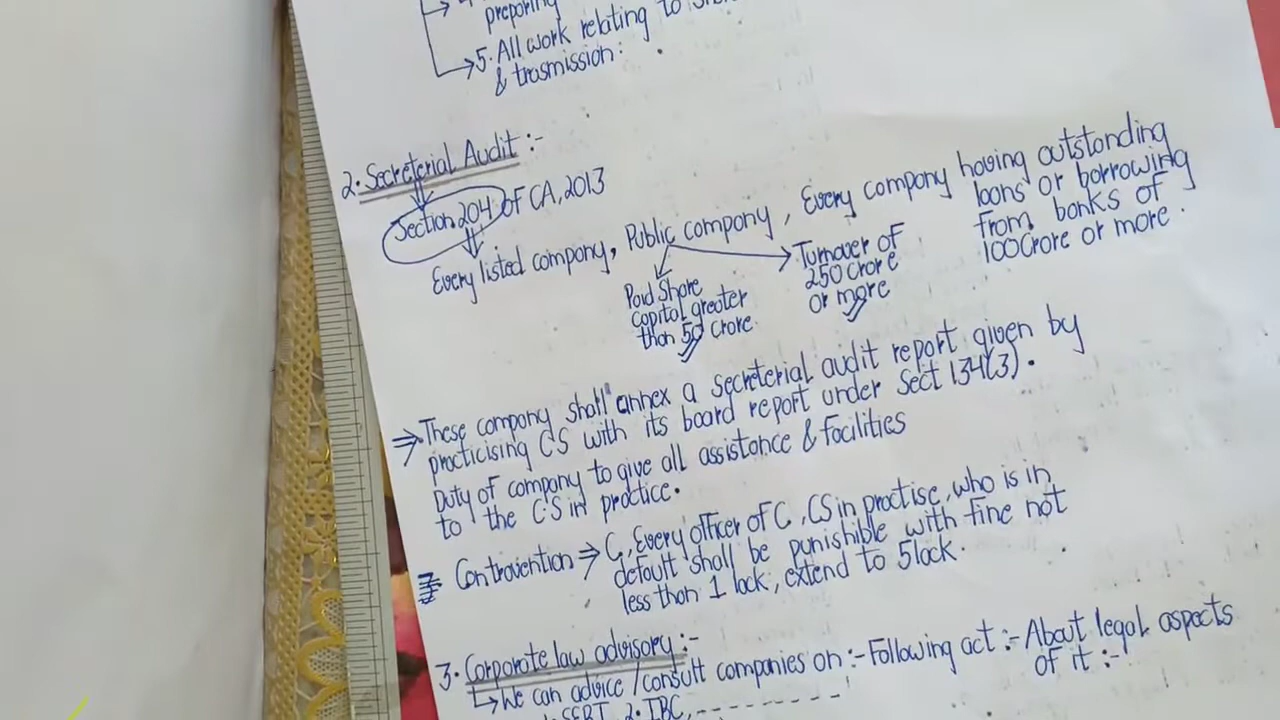 preparing
5. All work relating to
& trasmission:
2. Secreterial Audit :-
Section 204 of CA, 2013
Every listed company, Public company, Every company having outstanding
loans or borrowing
from banks of
100 Crore or more.
Paid Share
capital greater
than 50 Crore.
Turnover of
250 Crore
or more
These company shall annex a secreterial audit report given by
practicising CS with its board report under Sect 134(3).
Duty of company to give all assistance & facilities
to the CS in practice.
Contravention ⇒ C, Every officer of C, CS in practise, who is in
default shall be punishible with fine not
less than 1 lack, extend to 5 lack.
3. Corporate law advisory :-
We can advice / consult companies on :- Following act :- About legal aspects
of it :-
2. IBC,